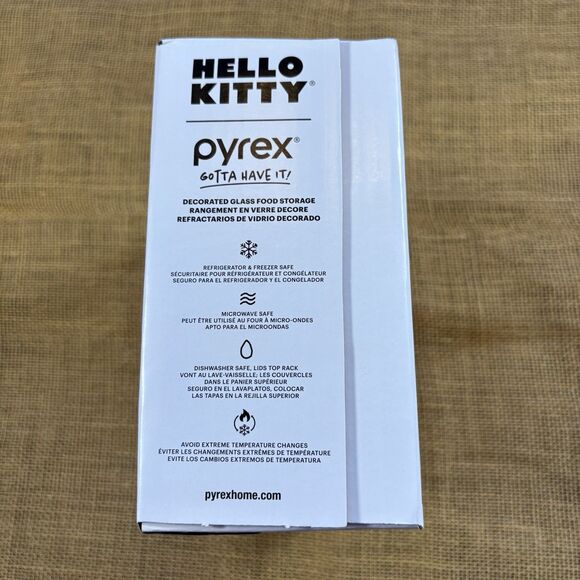 HELLO
KITTY®
pyrex®
GOTTA HAVE IT!
DECORATED GLASS FOOD STORAGE
RANGEMENT EN VERRE DECORE
REFRACTARIOS DE VIDRIO DECORADO
REFRIGERATOR & FREEZER SAFE
SÉCURITAIRE POUR RÉFRIGÉRATEUR ET CONGÉLATEUR
SEGURO PARA EL REFRIGERADOR Y EL CONGELADOR
MICROWAVE SAFE
PEUT ÊTRE UTILISÉ AU FOUR À MICRO-ONDES
APTO PARA EL MICROONDAS
DISHWASHER SAFE, LIDS TOP RACK
VONT AU LAVE-VAISSELLE; LES COUVERCLES
DANS LE PANIER SUPÉRIEUR
SEGURO EN EL LAVAPLATOS, COLOCAR
LAS TAPAS EN LA REJILLA SUPERIOR
AVOID EXTREME TEMPERATURE CHANGES
ÉVITER LES CHANGEMENTS EXTRÊMES DE TEMPÉRATURE
EVITE LOS CAMBIOS EXTREMOS DE TEMPERATURA
pyrexhome.com